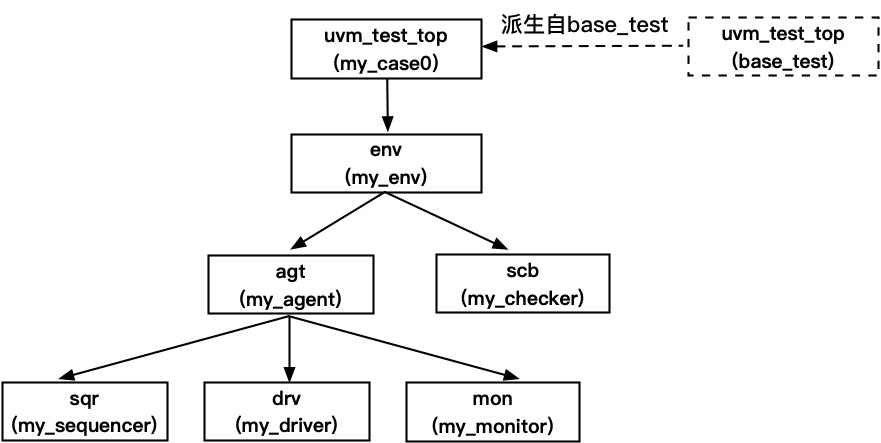 派生自base_test
uvm_test_top
(my_case0)
uvm_test_top
(base_test)
env
(my_env)
agt
(my_agent)
scb
(my_checker)
sqr
(my_sequencer)
drv
(my_driver)
mon
(my_monitor)